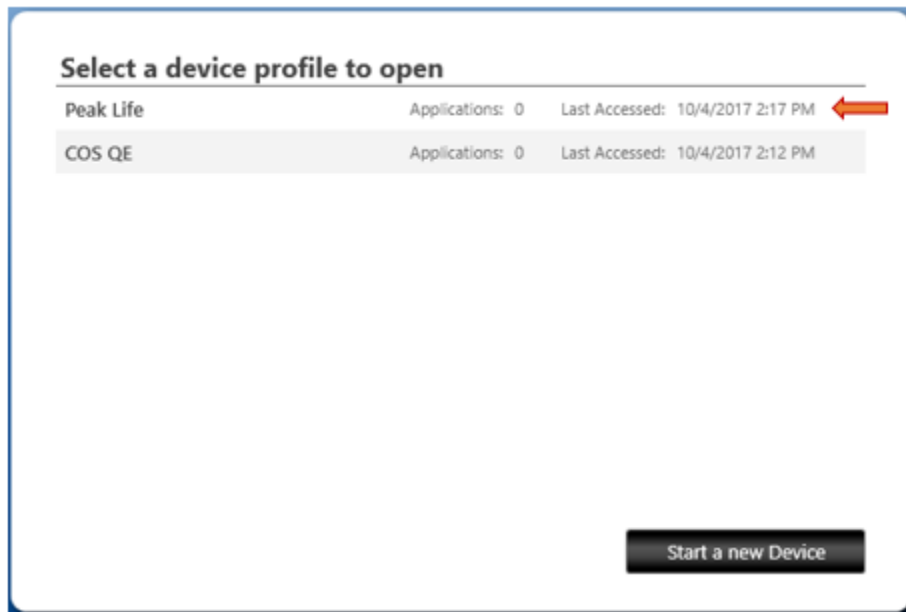 Select a device profile to open
Peak Life Applications: 0 Last Accessed: 10/4/2017 2:17 PM
COS QE Applications: 0 Last Accessed: 10/4/2017 2:12 PM
Start a new Device